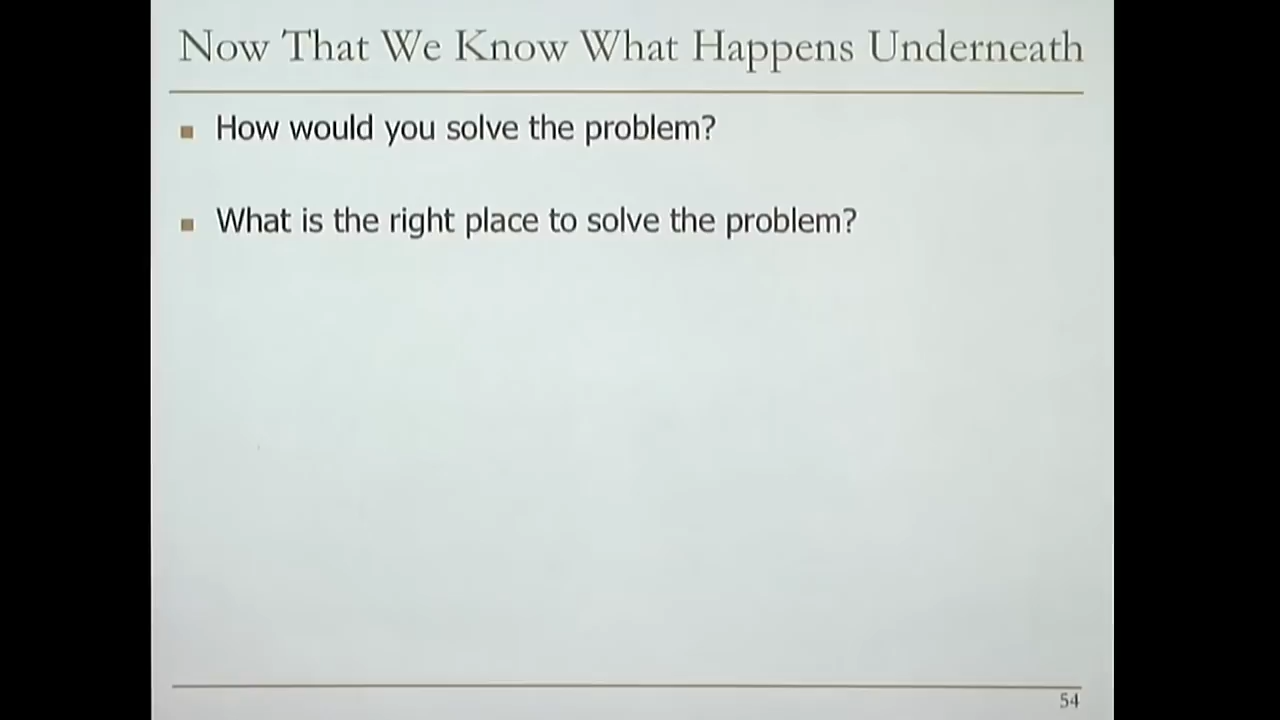 Now That We Know What Happens Underneath
How would you solve the problem?
What is the right place to solve the problem?
54